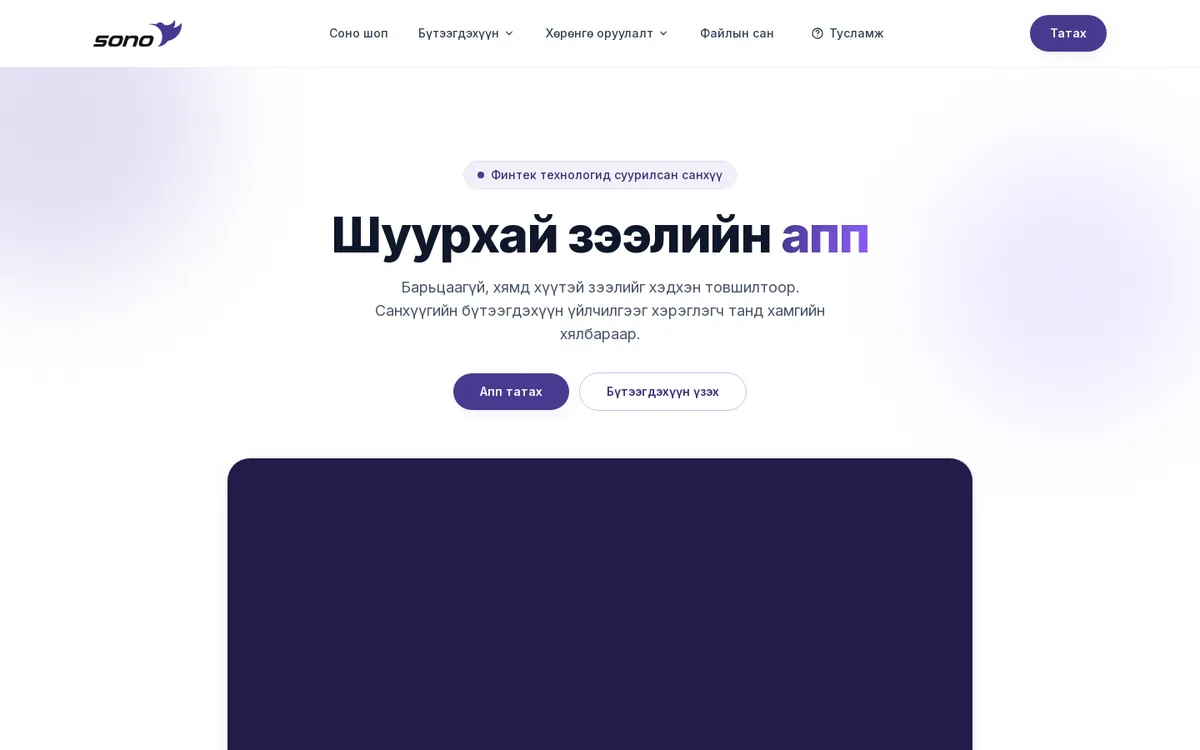 sono
Соно шоп
Бүтээгдэхүүн
Хөрөнгө оруулалт
Файлын сан
Тусламж
Татах
Финтек технологид суурилсан санхүү
Шуурхай зээлийн апп
Барьцаагүй, хямд хүүтэй зээлийг хэдхэн товшилтоор.
Санхүүгийн бүтээгдэхүүн үйлчилгээг хэрэглэгч танд хамгийн
хялбараар.
Апп татах
Бүтээгдэхүүн үзэх